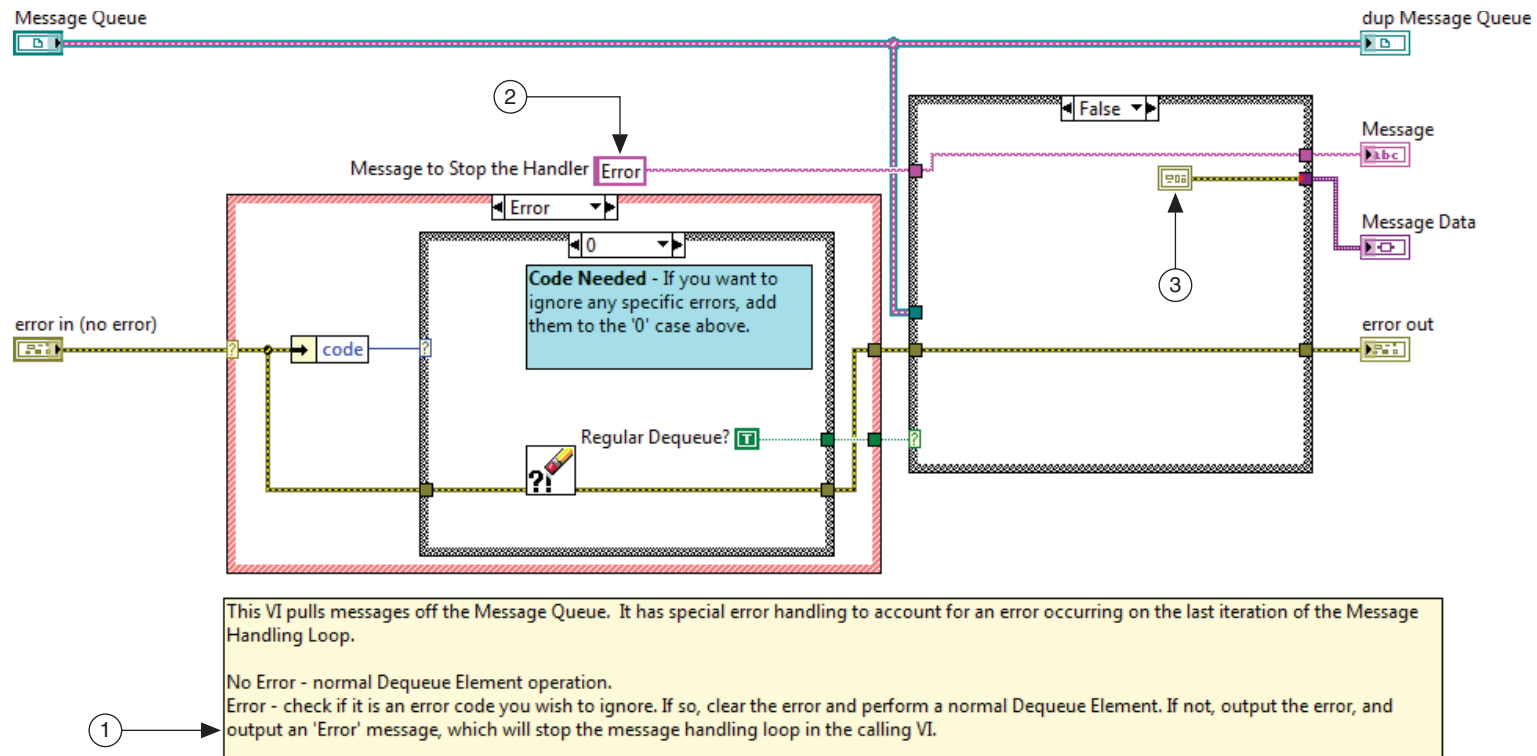 Message Queue
dup Message Queue
2
False
Message
abc
Message to Stop the Handler
Error
Error
0
Message Data
Code Needed - If you want to
ignore any specific errors, add
them to the '0' case above.
3
error in (no error)
?
code
?
error out
Regular Dequeue?
T
?
?!
This VI pulls messages off the Message Queue. It has special error handling to account for an error occurring on the last iteration of the Message
Handling Loop.
No Error - normal Dequeue Element operation.
Error - check if it is an error code you wish to ignore. If so, clear the error and perform a normal Dequeue Element. If not, output the error, and
1
output an 'Error' message, which will stop the message handling loop in the calling VI.